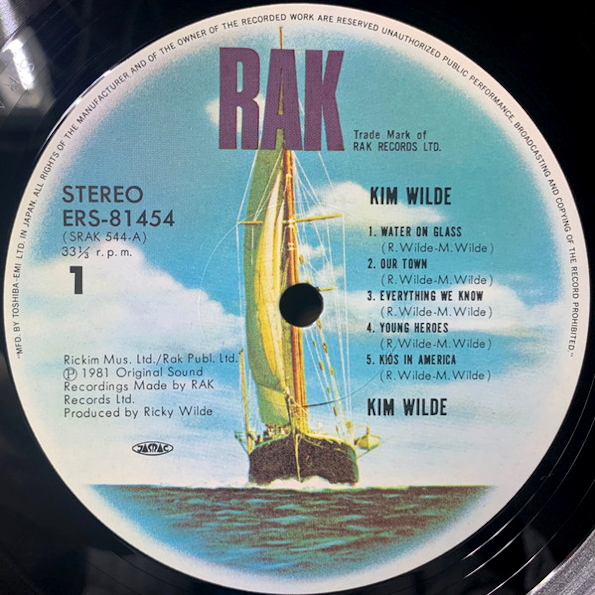 "MFD. BY TOSHIBA-EMI LTD. IN JAPAN. ALL RIGHTS OF THE MANUFACTURER AND OF THE OWNER OF THE RECORDED WORK ARE RESERVED UNAUTHORIZED PUBLIC PERFORMANCE, BROADCASTING AND COPYING OF THE RECORD PROHIBITED."
RAK
Trade Mark of
RAK RECORDS LTD.
STEREO
ERS-81454
(SRAK 544-A)
33⅓ r.p.m.
1
KIM WILDE
1. WATER ON GLASS
(R. Wilde-M. Wilde)
2. OUR TOWN
(R. Wilde-M. Wilde)
3. EVERYTHING WE KNOW
(R. Wilde-M. Wilde)
4. YOUNG HEROES
(R. Wilde-M. Wilde)
5. KIDS IN AMERICA
(R. Wilde-M. Wilde)
KIM WILDE
Rickim Mus. Ltd./Rak Publ. Ltd.
Ⓟ 1981 Original Sound
Recordings Made by RAK
Records Ltd.
Produced by Ricky Wilde
JASRAC